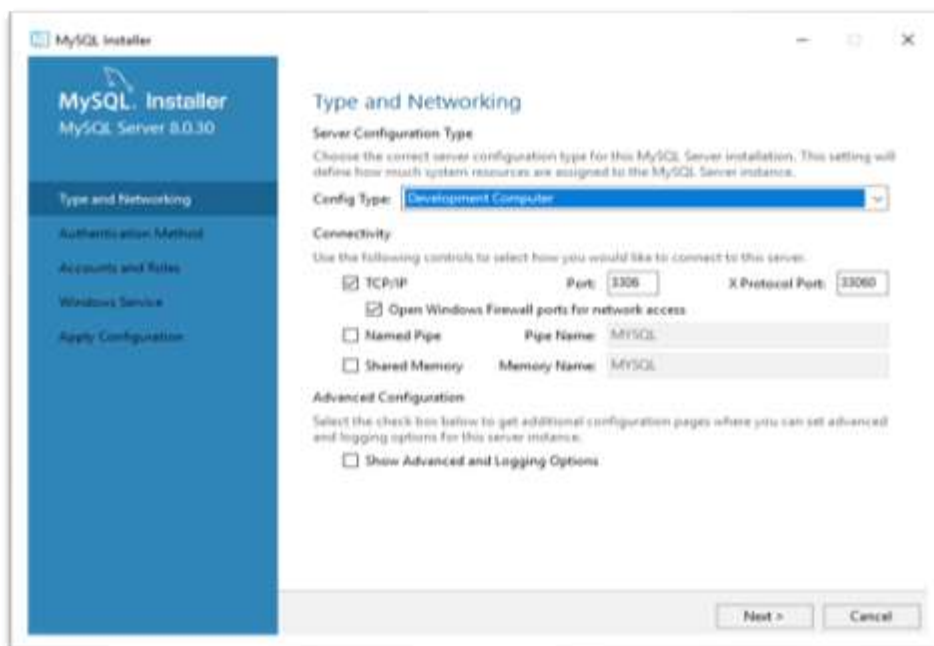 MySQL Installer
MySQL. Installer
MySQL Server 8.0.30
Type and Networking
Authentication Method
Accounts and Roles
Windows Service
Apply Configuration
Type and Networking
Server Configuration Type
Choose the correct server configuration type for this MySQL Server installation. This setting will
define how much system resources are assigned to the MySQL Server instance.
Config Type: Development Computer
Connectivity
Use the following controls to select how you would like to connect to this server.
TCP/IP Port: 3306 X Protocol Port: 33060
Open Windows Firewall ports for network access
Named Pipe Pipe Name: MYSQL
Shared Memory Memory Name: MYSQL
Advanced Configuration
Select the check box below to get additional configuration pages where you can set advanced
and logging options for this server instance.
Show Advanced and Logging Options
Next > Cancel